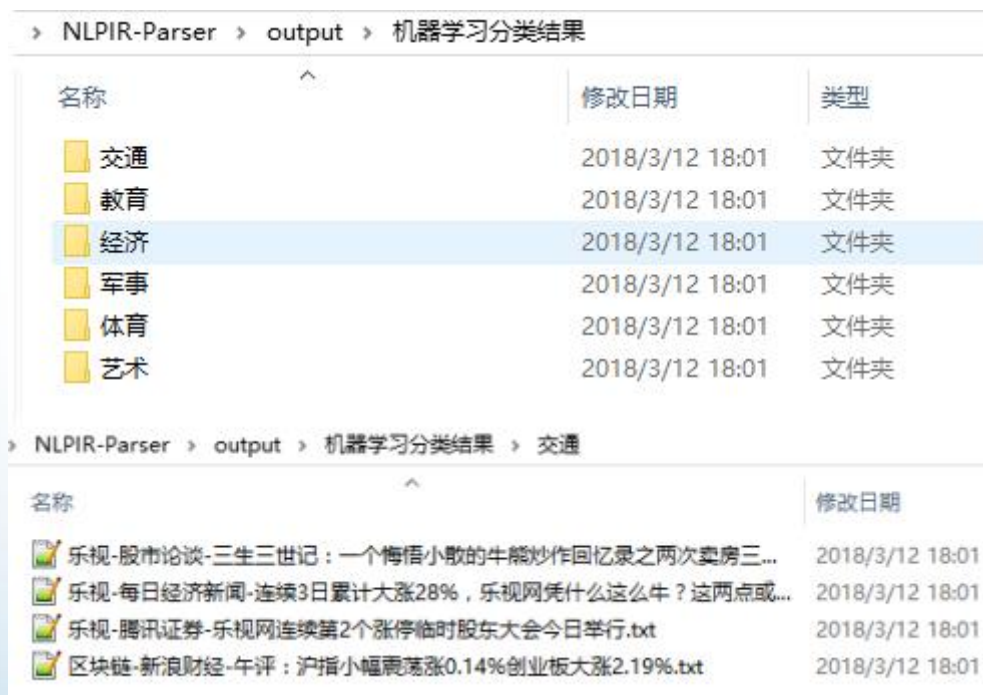 › NLPIR-Parser › output › 机器学习分类结果
名称 修改日期 类型
交通 2018/3/12 18:01 文件夹
教育 2018/3/12 18:01 文件夹
经济 2018/3/12 18:01 文件夹
军事 2018/3/12 18:01 文件夹
体育 2018/3/12 18:01 文件夹
艺术 2018/3/12 18:01 文件夹
› NLPIR-Parser › output › 机器学习分类结果 › 交通
名称 修改日期
乐视-股市论谈-三生三世记：一个悔悟小散的牛熊炒作回忆录之两次卖房三... 2018/3/12 18:01
乐视-每日经济新闻-连续3日累计大涨28%，乐视网凭什么这么牛？这两点或... 2018/3/12 18:01
乐视-腾讯证券-乐视网连续第2个涨停临时股东大会今日举行.txt 2018/3/12 18:01
区块链-新浪财经-午评：沪指小幅震荡涨0.14%创业板大涨2.19%.txt 2018/3/12 18:01